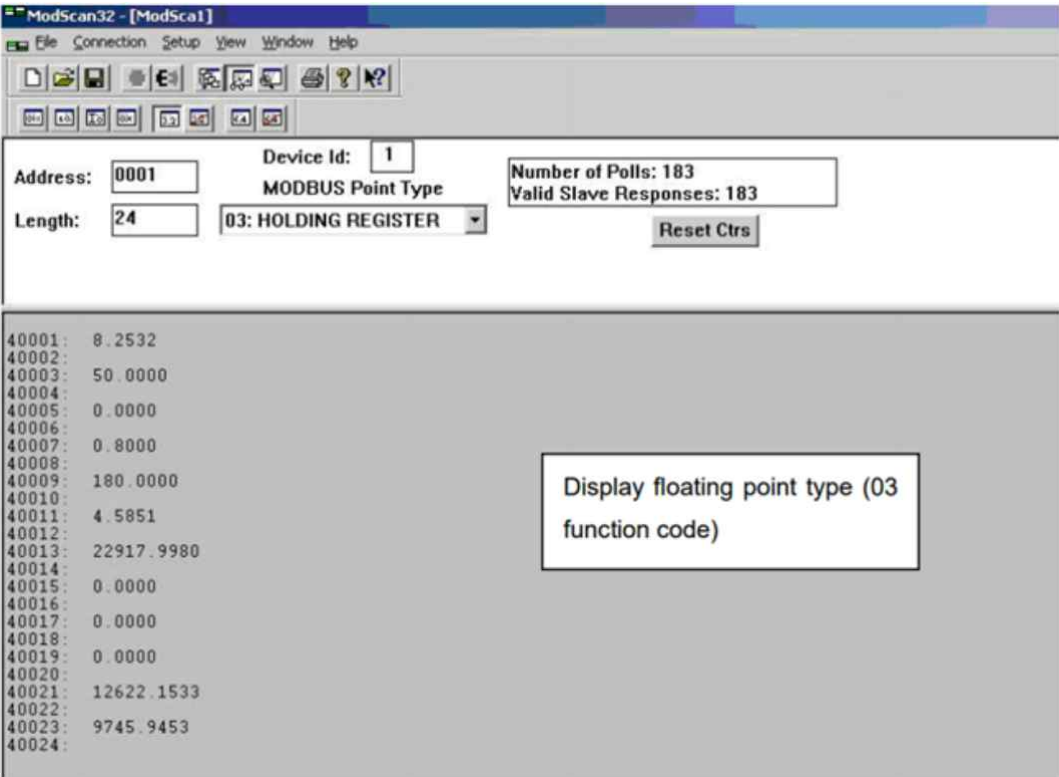 ModScan32 - [ModSca1]
File Connection Setup View Window Help
Address: 0001
Device Id: 1
MODBUS Point Type
Length: 24
03: HOLDING REGISTER
Number of Polls: 183
Valid Slave Responses: 183
Reset Ctrs
40001: 8.2532
40002:
40003: 50.0000
40004:
40005: 0.0000
40006:
40007: 0.8000
40008:
40009: 180.0000
40010:
40011: 4.5851
40012:
40013: 22917.9980
40014:
40015: 0.0000
40016:
40017: 0.0000
40018:
40019: 0.0000
40020:
40021: 12622.1533
40022:
40023: 9745.9453
40024:
Display floating point type (03
function code)